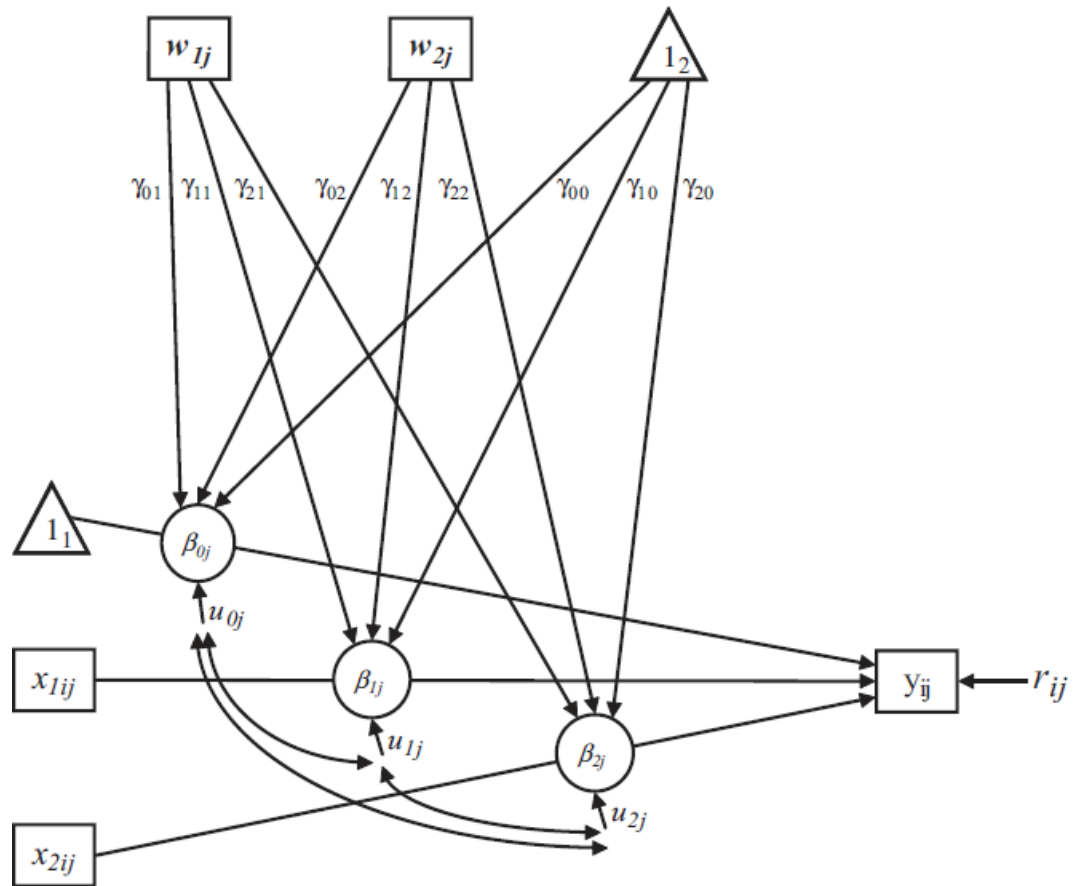 w₁ⱼ w₂ⱼ 1₂
γ₀₁ γ₁₁ γ₂₁ γ₀₂ γ₁₂ γ₂₂ γ₀₀ γ₁₀ γ₂₀
1₁ β₀ⱼ
u₀ⱼ
x₁ᵢⱼ β₁ⱼ yᵢⱼ rᵢⱼ
u₁ⱼ β₂ⱼ
u₂ⱼ
x₂ᵢⱼ